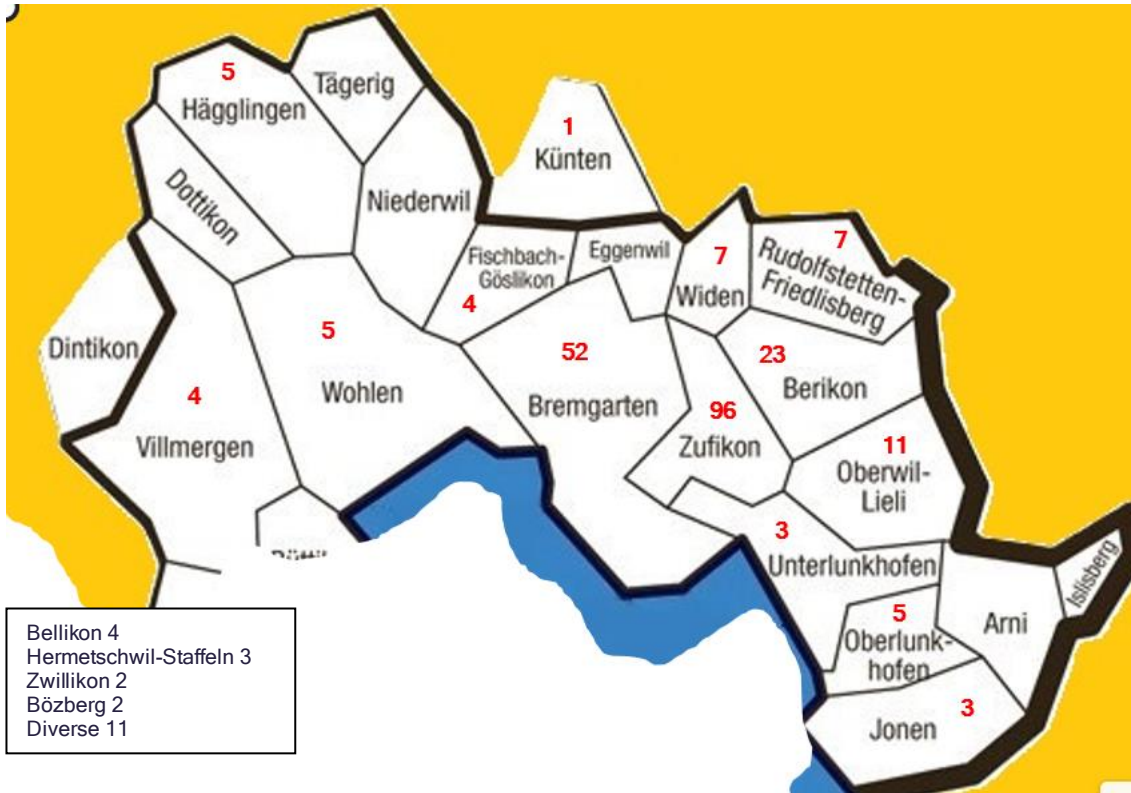 5
Hägglingen
Tägerig
1
Künten
Dottikon
Niederwil
Fischbach-
Göslikon
4
Eggenwil
7
Widen
7
Rudolfstetten-
Friedlisberg
Dintikon
4
Villmergen
5
Wohlen
52
Bremgarten
96
Zufikon
23
Berikon
11
Oberwil-
Lieli
3
Unterlunkhofen
5
Oberlunk-
hofen
Arni
Islisberg
3
Jonen
Bellikon 4
Hermetschwil-Staffeln 3
Zwillikon 2
Bözberg 2
Diverse 11